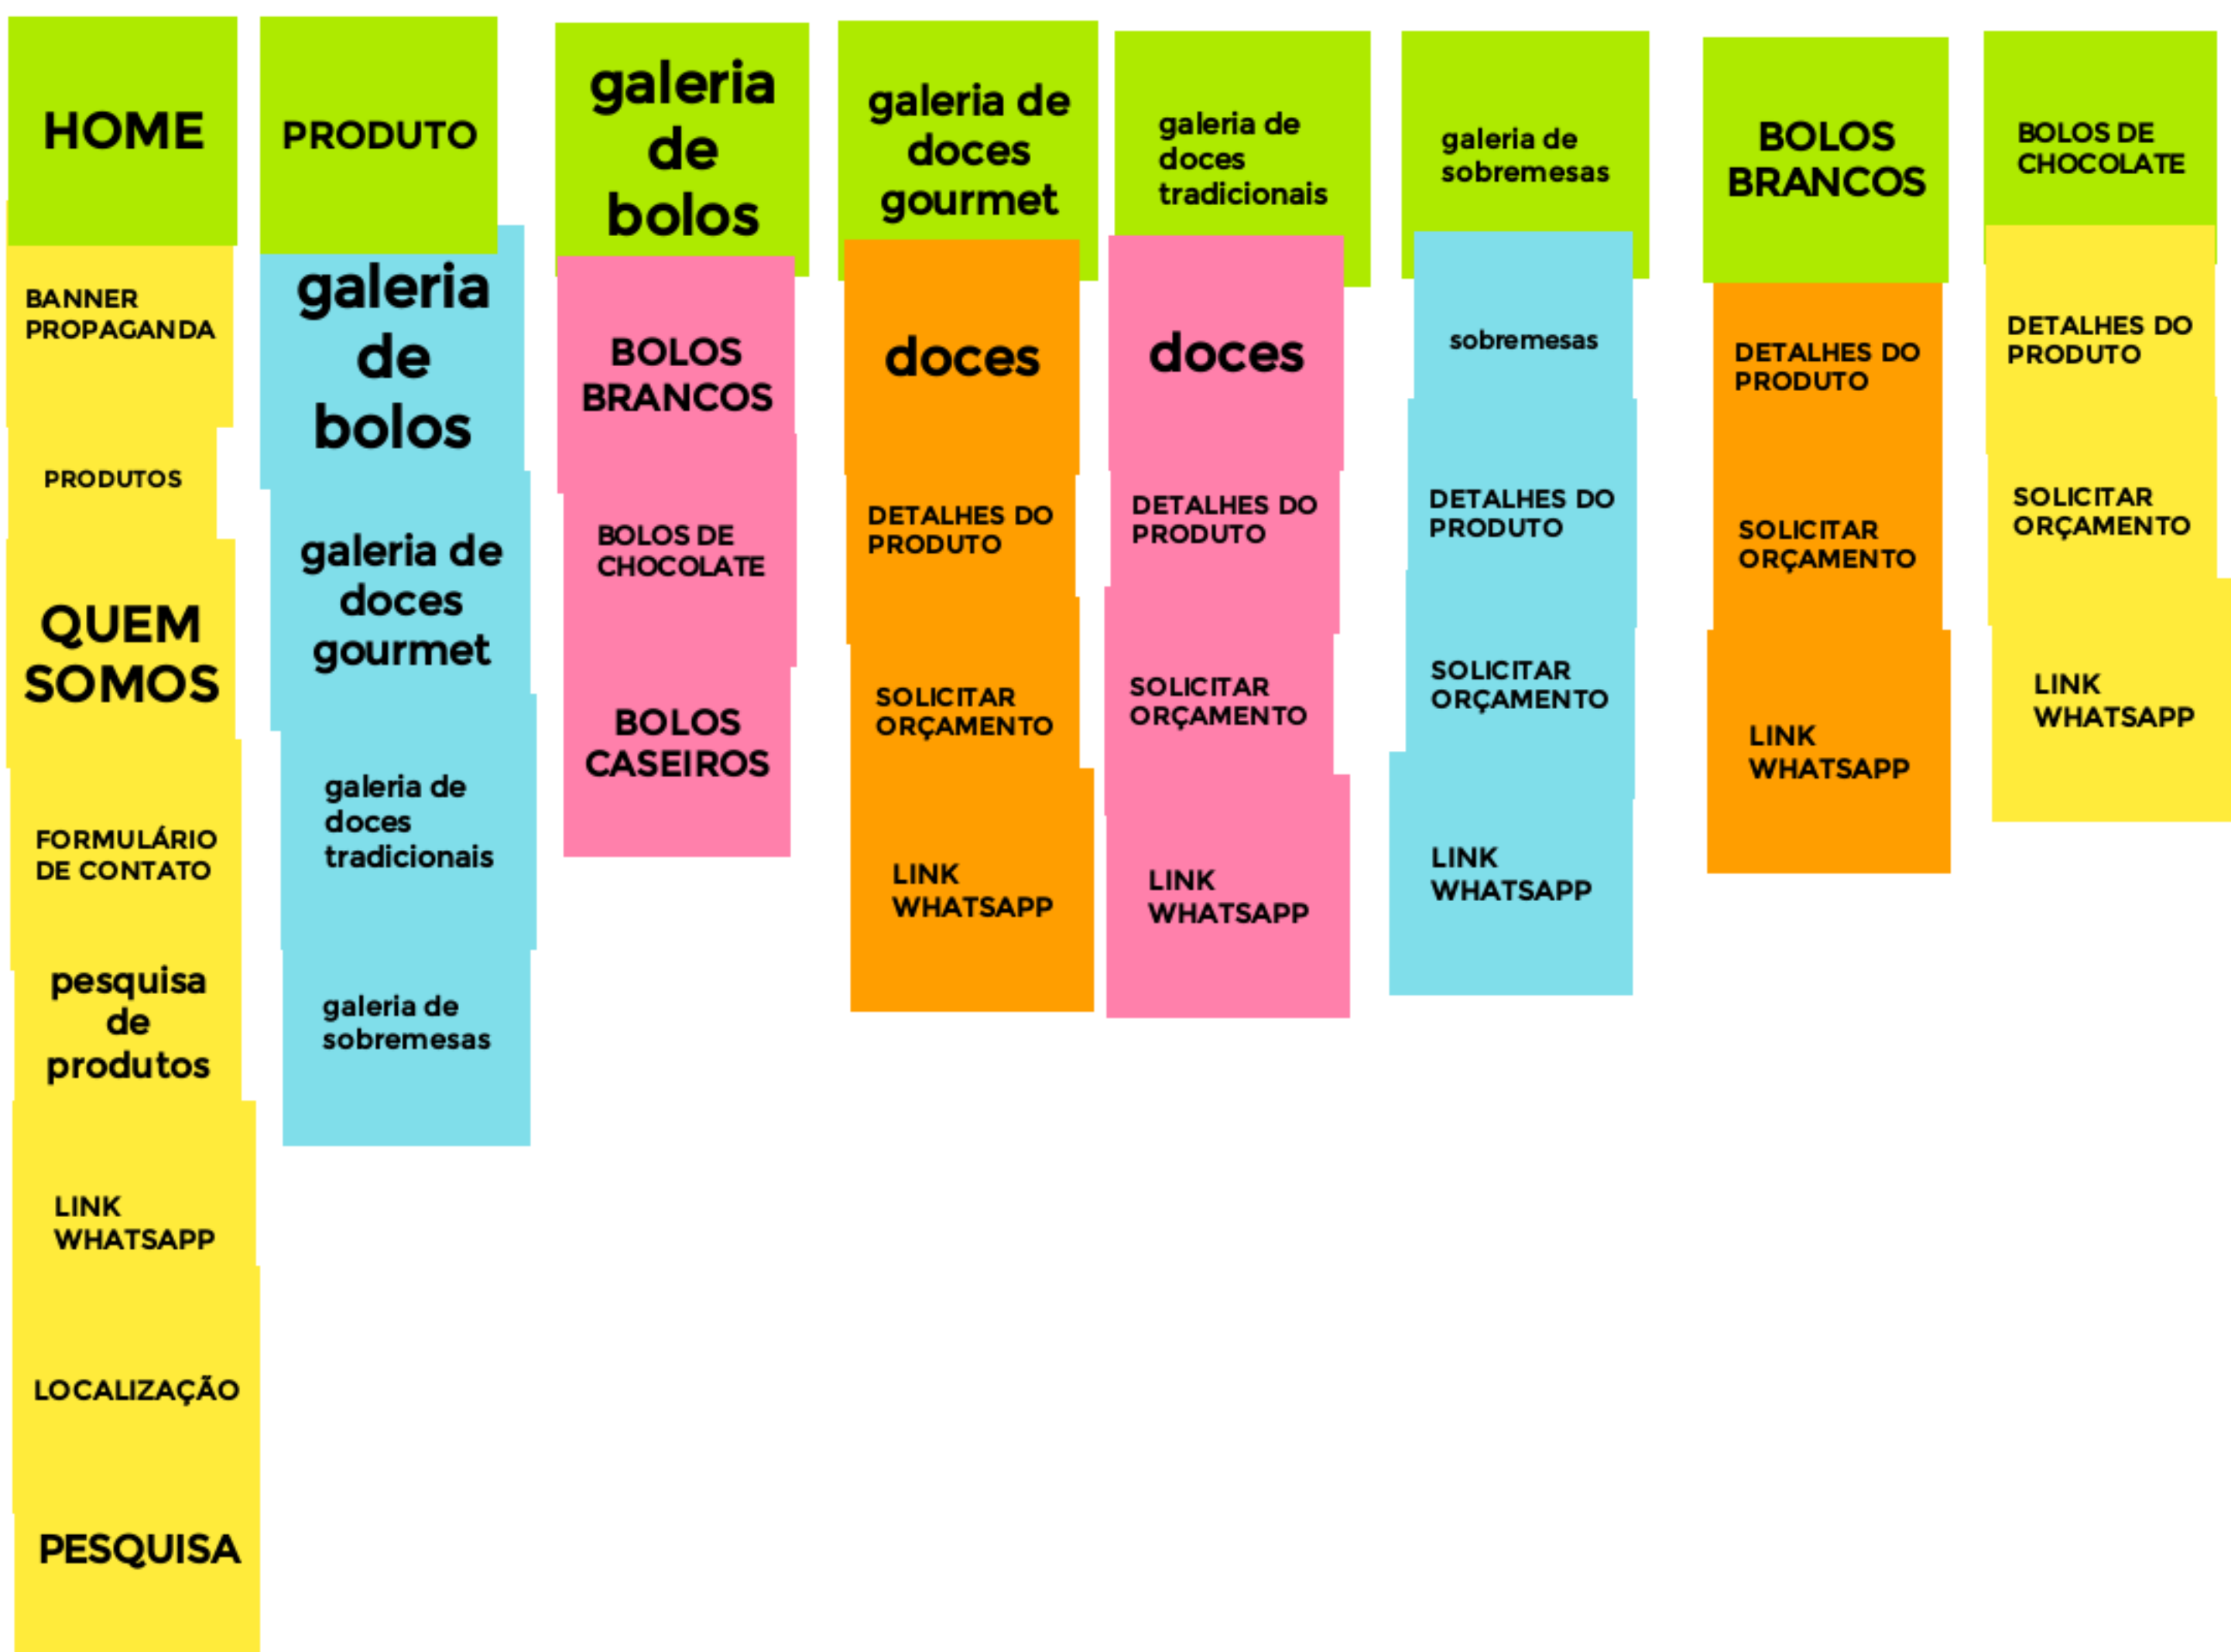 HOME
BANNER
PROPAGANDA
PRODUTOS
QUEM
SOMOS
FORMULÁRIO
DE CONTATO
pesquisa
de
produtos
LINK
WHATSAPP
LOCALIZAÇÃO
PESQUISA
PRODUTO
galeria
de
bolos
galeria de
doces
gourmet
galeria de
doces
tradicionais
galeria de
sobremesas
galeria
de
bolos
BOLOS
BRANCOS
BOLOS DE
CHOCOLATE
BOLOS
CASEIROS
galeria de
doces
gourmet
doces
DETALHES DO
PRODUTO
SOLICITAR
ORÇAMENTO
LINK
WHATSAPP
galeria de
doces
tradicionais
doces
DETALHES DO
PRODUTO
SOLICITAR
ORÇAMENTO
LINK
WHATSAPP
galeria de
sobremesas
sobremesas
DETALHES DO
PRODUTO
SOLICITAR
ORÇAMENTO
LINK
WHATSAPP
BOLOS
BRANCOS
DETALHES DO
PRODUTO
SOLICITAR
ORÇAMENTO
LINK
WHATSAPP
BOLOS DE
CHOCOLATE
DETALHES DO
PRODUTO
SOLICITAR
ORÇAMENTO
LINK
WHATSAPP